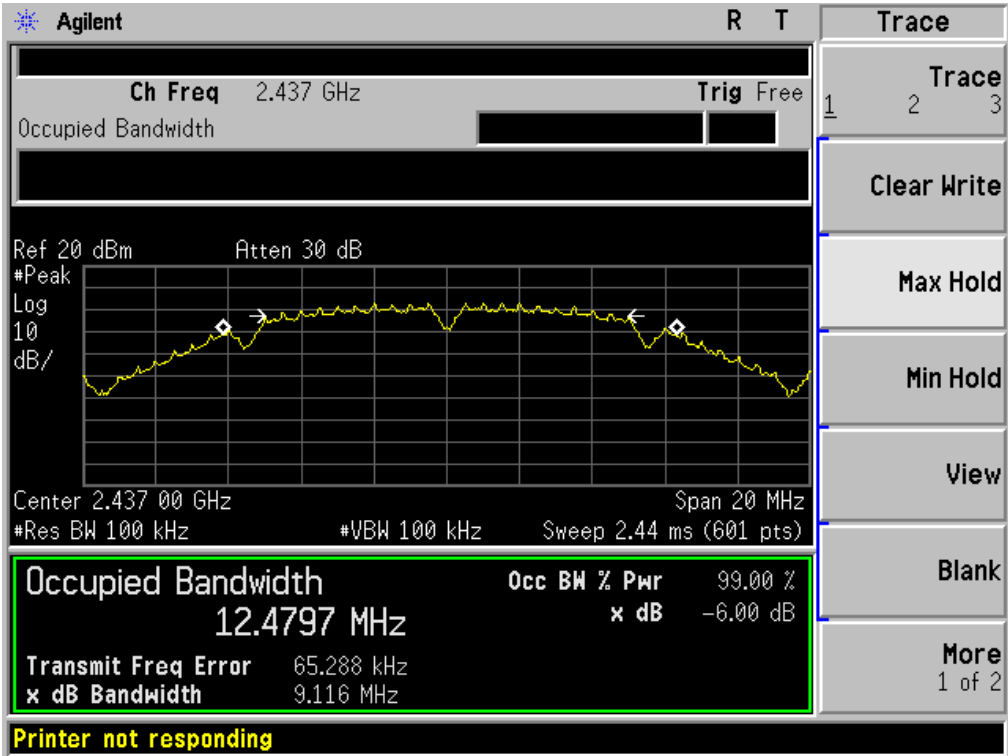 Agilent R T Trace
Ch Freq 2.437 GHz Trig Free
Occupied Bandwidth
Trace
1 2 3
Clear Write
Max Hold
Min Hold
View
Blank
More
1 of 2
Ref 20 dBm Atten 30 dB
#Peak
Log
10
dB/
Center 2.437 00 GHz Span 20 MHz
#Res BW 100 kHz #VBW 100 kHz Sweep 2.44 ms (601 pts)
Occupied Bandwidth Occ BW % Pwr 99.00 %
12.4797 MHz x dB -6.00 dB
Transmit Freq Error 65.288 kHz
x dB Bandwidth 9.116 MHz
Printer not responding